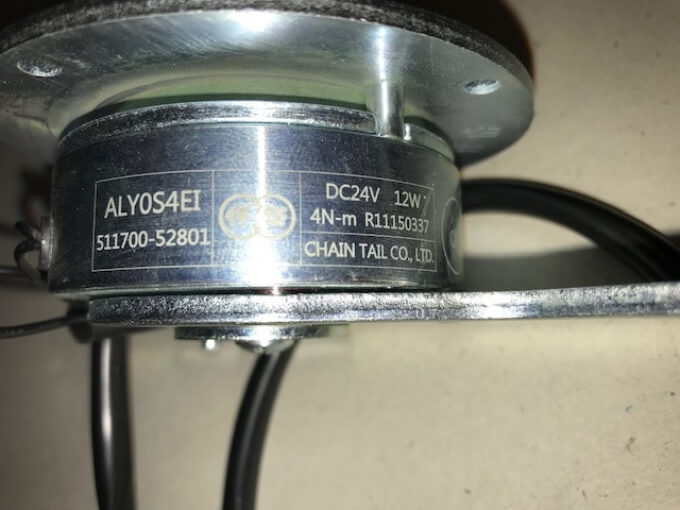 ALY0S4EI
511700-52801
DC24V 12W
4N-m R11150337
CHAIN TAIL CO., LTD.